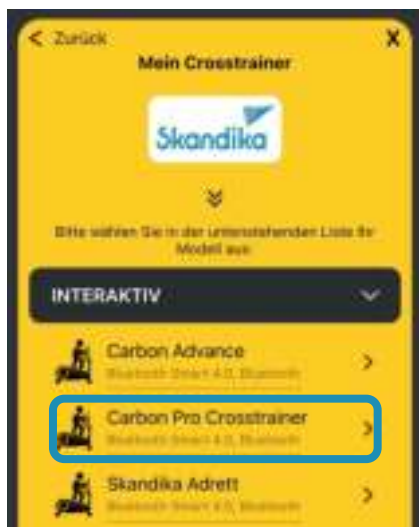 < Zurück X
Mein Crosstrainer
Skandika
Bitte wählen Sie in der untenstehenden Liste Ihr
Modell aus:
INTERAKTIV
Carbon Advance
Bluetooth Smart 4.0, Bluetooth
Carbon Pro Crosstrainer
Bluetooth Smart 4.0, Bluetooth
Skandika Adrett
Bluetooth Smart 4.0, Bluetooth